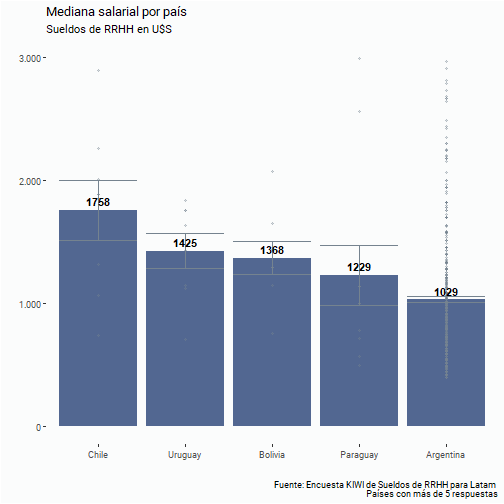 Mediana salarial por país
Sueldos de RRHH en U$S
3.000
2.000
1.000
0
1758
1425
1368
1229
1029
Chile
Uruguay
Bolivia
Paraguay
Argentina
Fuente: Encuesta KIWI de Sueldos de RRHH para Latam
Países con más de 5 respuestas